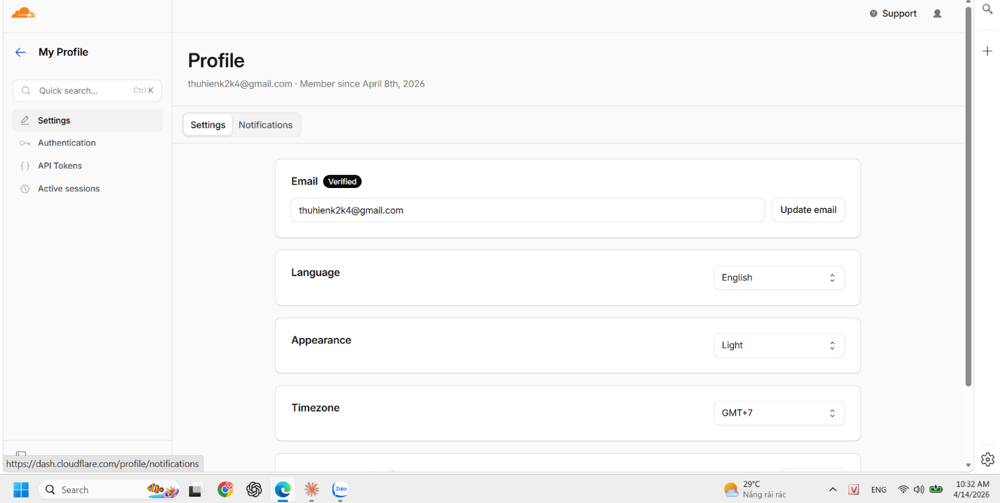 Support
My Profile
Quick search... Ctrl K
Settings
Authentication
API Tokens
Active sessions
Profile
thuhienk2k4@gmail.com · Member since April 8th, 2026
Settings Notifications
Email Verified
thuhienk2k4@gmail.com Update email
Language English
Appearance Light
Timezone GMT+7
https://dash.cloudflare.com/profile/notifications
Search
Zalo
29°C
Nắng rải rác
V
ENG
10:32 AM
4/14/2026